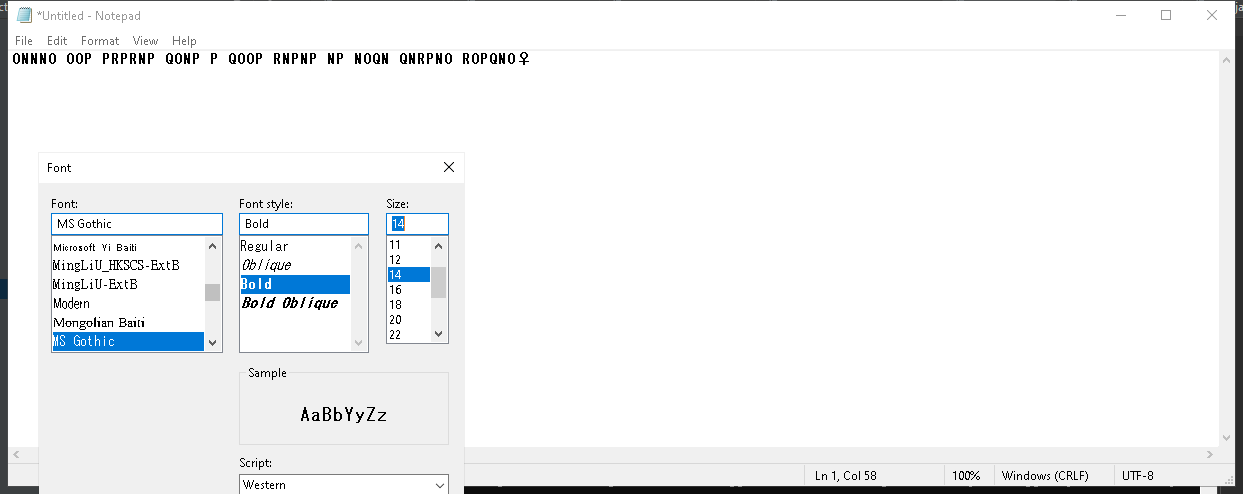 *Untitled - Notepad
File Edit Format View Help
ONNNO OOP PRPRNP QONP P QOOP RNPNP NP NOQN QNRPNO ROPQNO♀
Font
Font: Font style: Size:
MS Gothic Bold 14
Microsoft Yi Baiti Regular 11
MingLiU_HKSCS-ExtB Oblique 12
MingLiU-ExtB Bold 14
Modern Bold Oblique 16
Mongolian Baiti 18
MS Gothic 20
22
Sample
AaBbYyZz
Script:
Western
Ln 1, Col 58 100% Windows (CRLF) UTF-8